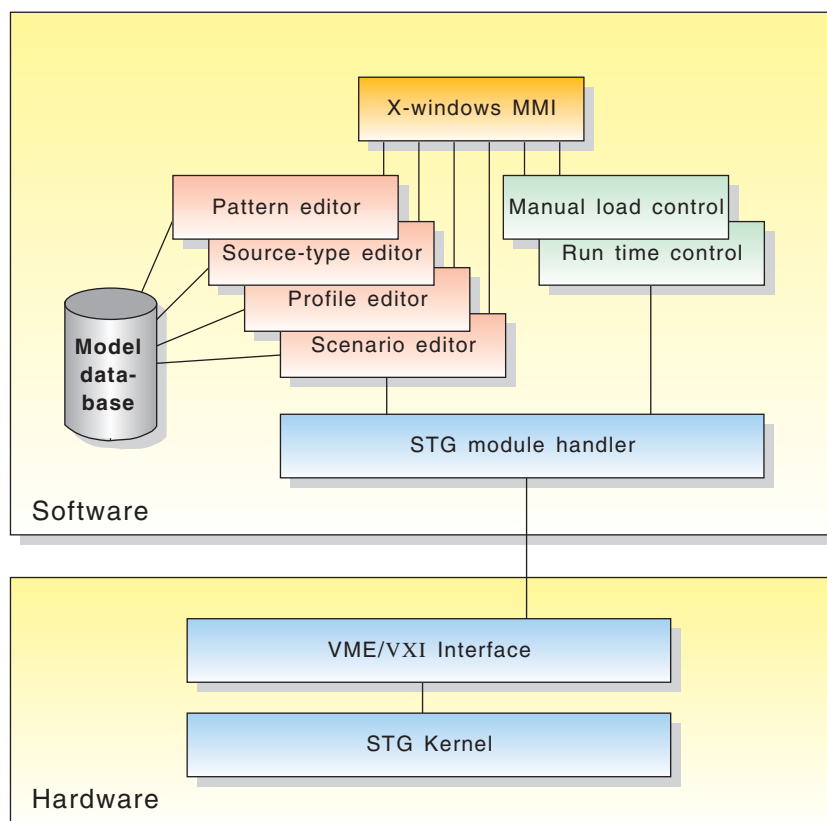 X-windows MMI
Pattern editor
Manual load control
Source-type editor
Run time control
Profile editor
Scenario editor
Model
data-
base
STG module handler
Software
VME/VXI Interface
STG Kernel
Hardware